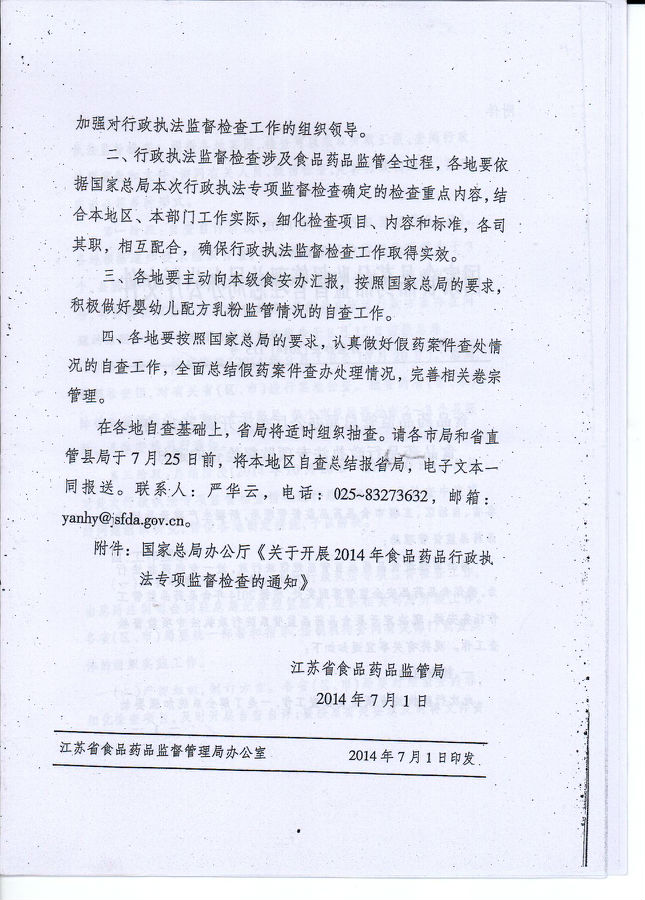 加强对行政执法监督检查工作的组织领导。
二、行政执法监督检查涉及食品药品监管全过程，各地要依
据国家总局本次行政执法专项监督检查确定的检查重点内容，结
合本地区、本部门工作实际，细化检查项目、内容和标准，各司
其职，相互配合，确保行政执法监督检查工作取得实效。
三、各地要主动向本级食安办汇报，按照国家总局的要求，
积极做好婴幼儿配方乳粉监管情况的自查工作。
四、各地要按照国家总局的要求，认真做好假药案件查处情
况的自查工作，全面总结假药案件查办处理情况，完善相关卷宗
管理。
在各地自查基础上，省局将适时组织抽查。请各市局和省直
管县局于7月25日前，将本地区自查总结报省局，电子文本一
同报送。联系人：严华云，电话：025~83273632，邮箱：
yanhy@jsfda.gov.cn。
附件：国家总局办公厅《关于开展2014年食品药品行政执
法专项监督检查的通知》
江苏省食品药品监管局
2014年7月1日
江苏省食品药品监督管理局办公室 2014年7月1日印发